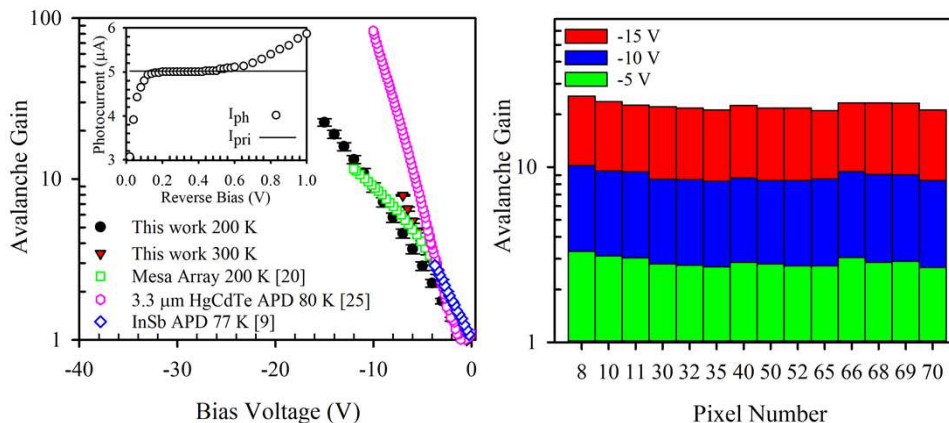 Avalanche Gain
100
10
1
-40
-30
-20
-10
0
Bias Voltage (V)
Photocurrent (µA)
6
5
4
3
0.0 0.2 0.4 0.6 0.8 1.0
Reverse Bias (V)
Iph
Ipri
This work 200 K
This work 300 K
Mesa Array 200 K [20]
3.3 µm HgCdTe APD 80 K [25]
InSb APD 77 K [9]
Avalanche Gain
10
1
-15 V
-10 V
-5 V
8 10 11 30 32 35 40 50 52 65 66 68 69 70
Pixel Number